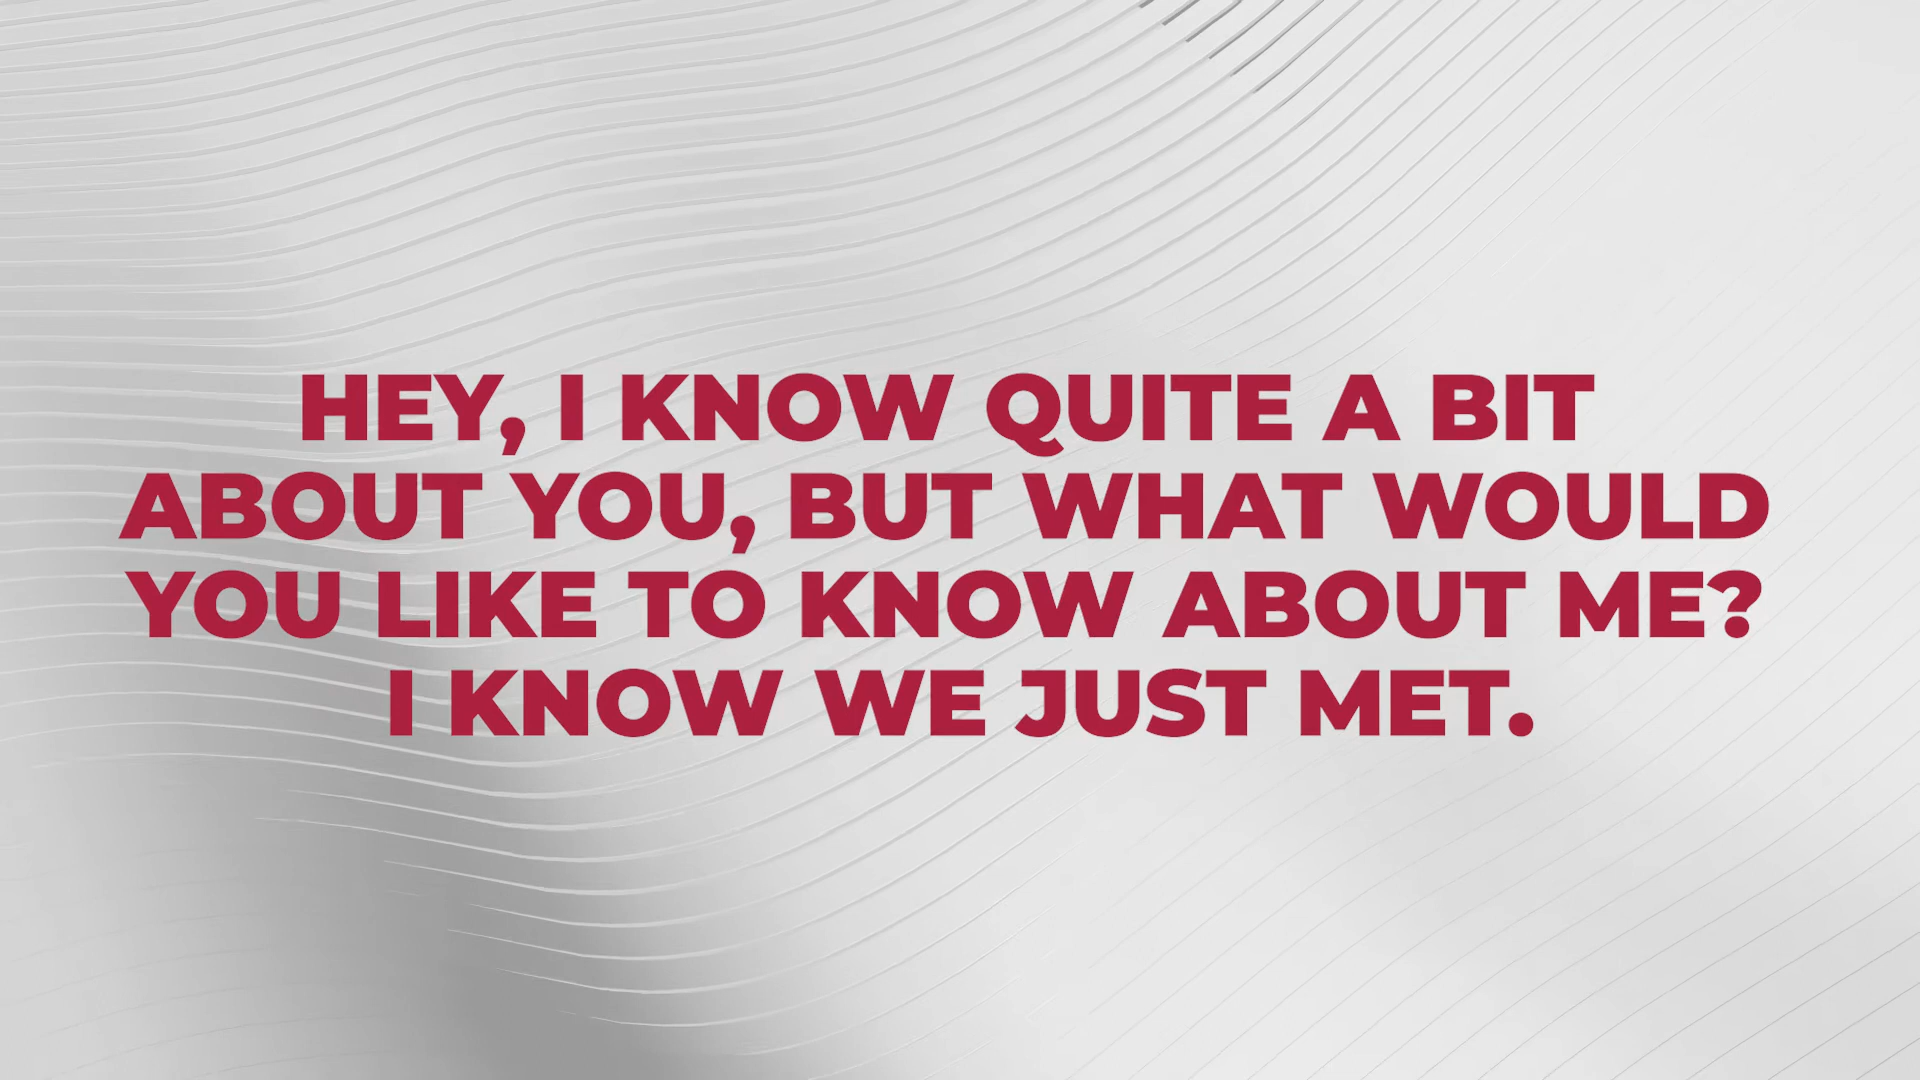 HEY, I KNOW QUITE A BIT
ABOUT YOU, BUT WHAT WOULD
YOU LIKE TO KNOW ABOUT ME?
I KNOW WE JUST MET.